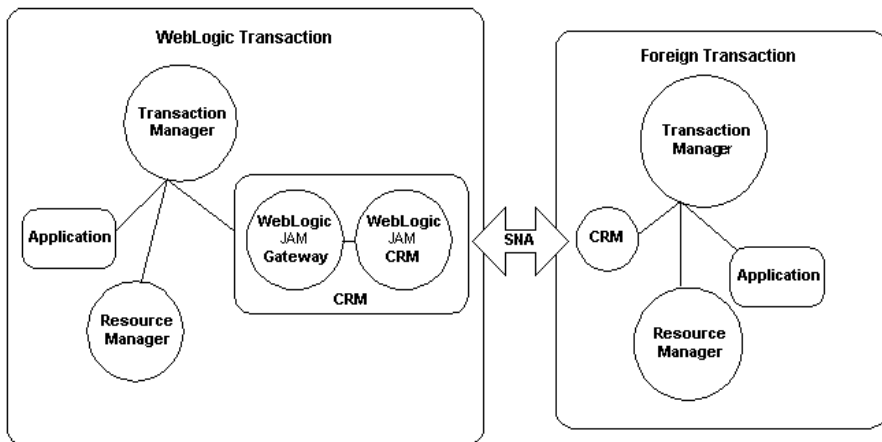 WebLogic Transaction
Transaction
Manager
Application
Resource
Manager
WebLogic
JAM
Gateway
WebLogic
JAM
CRM
CRM
SNA
Foreign Transaction
Transaction
Manager
CRM
Application
Resource
Manager